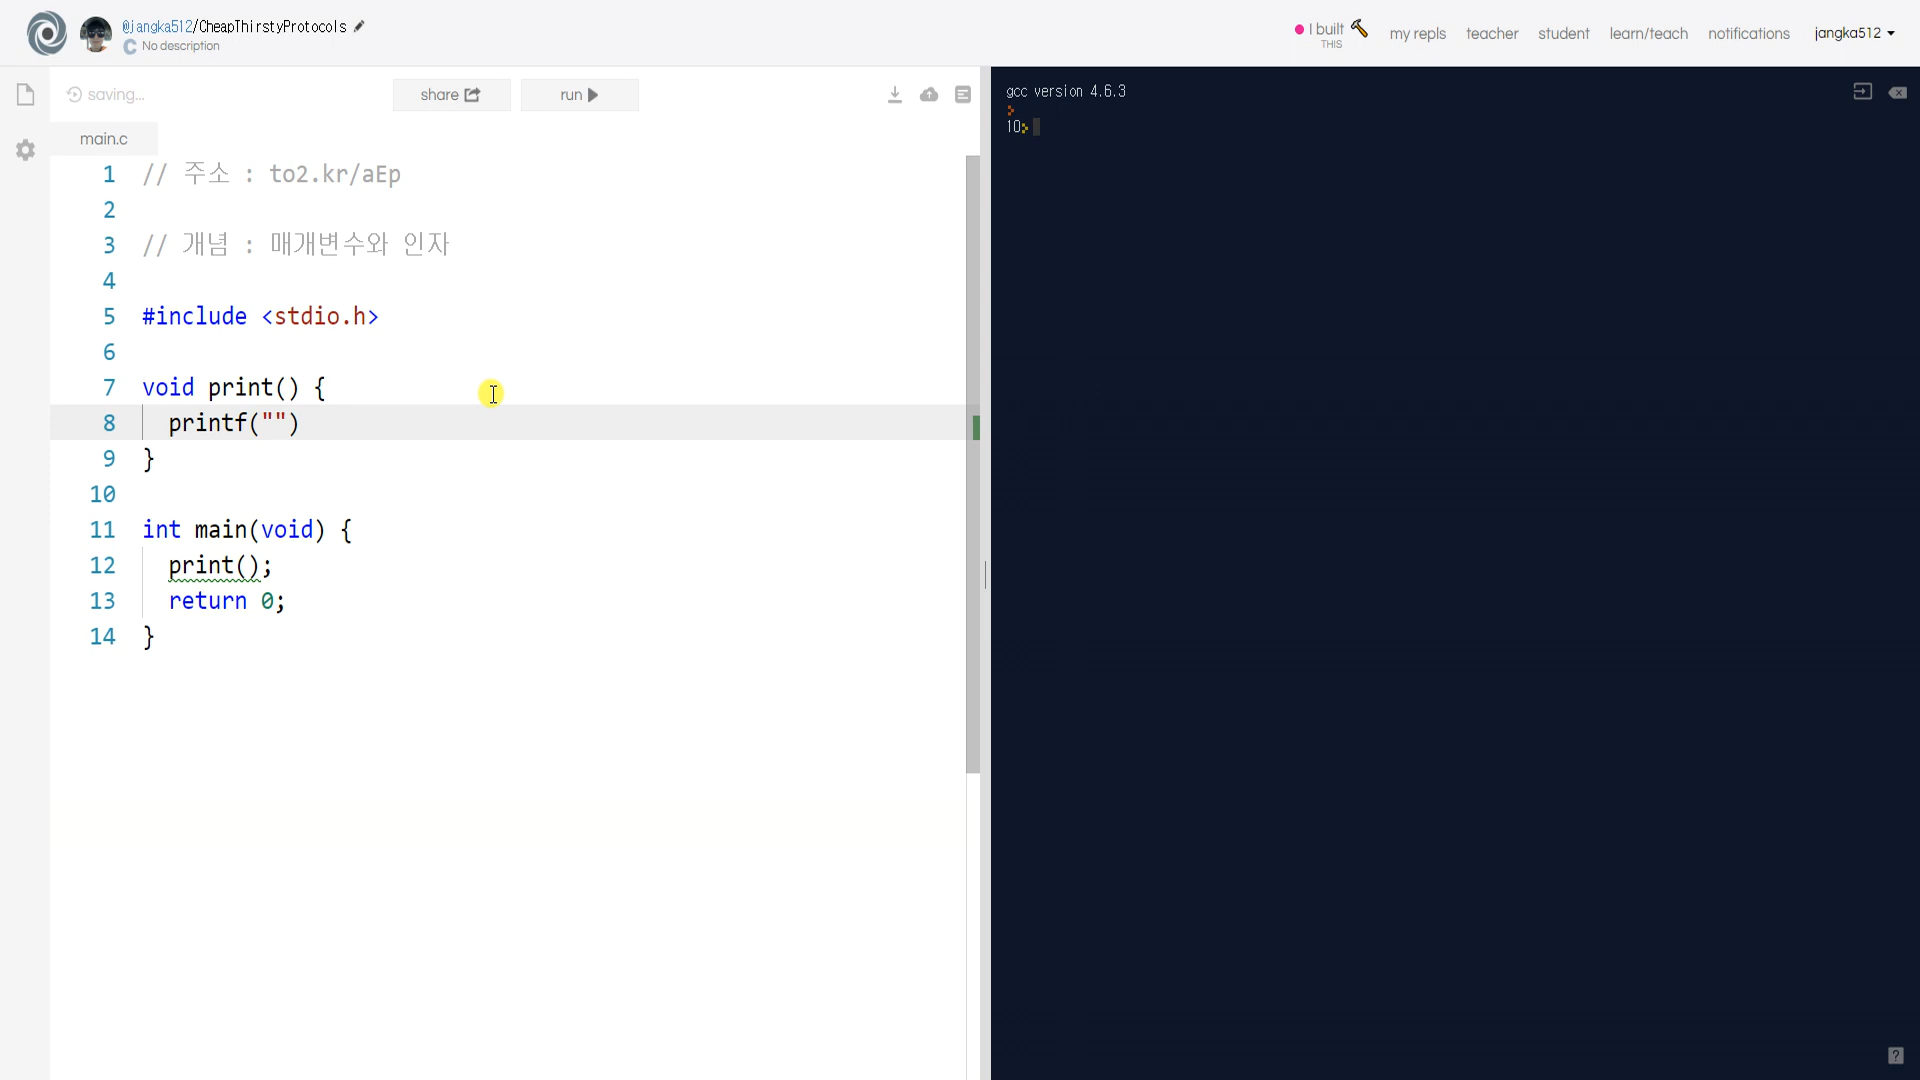 @jangka512/CheapThirstyProtocols
No description
I built
THIS
my repls
teacher
student
learn/teach
notifications
jangka512
saving...
share
run
main.c
1 // 주소 : to2.kr/aEp
2
3 // 개념 : 매개변수와 인자
4
5 #include <stdio.h>
6
7 void print() {
8 printf("")
9 }
10
11 int main(void) {
12 print();
13 return 0;
14 }
gcc version 4.6.3
>
10>
?